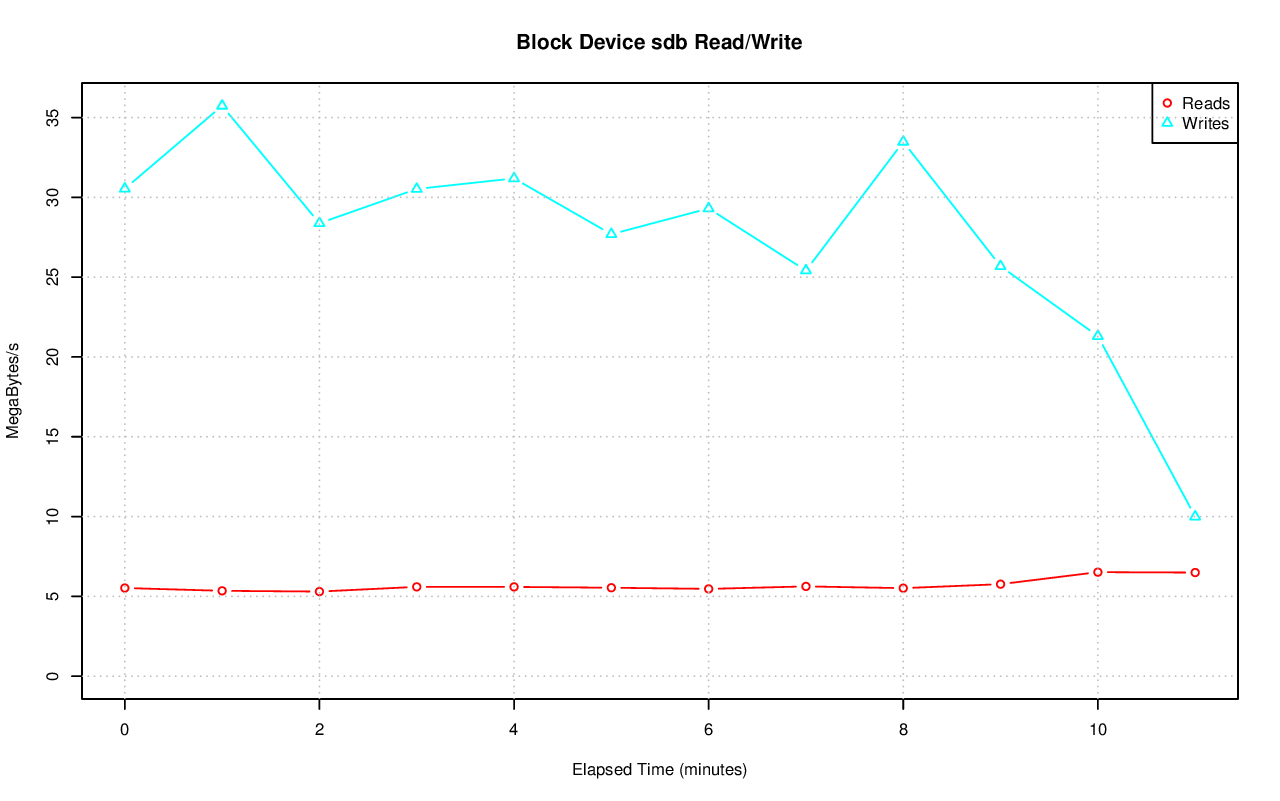 Block Device sdb Read/Write
Reads
Writes
MegaBytes/s
35
30
25
20
15
10
5
0
0 2 4 6 8 10
Elapsed Time (minutes)